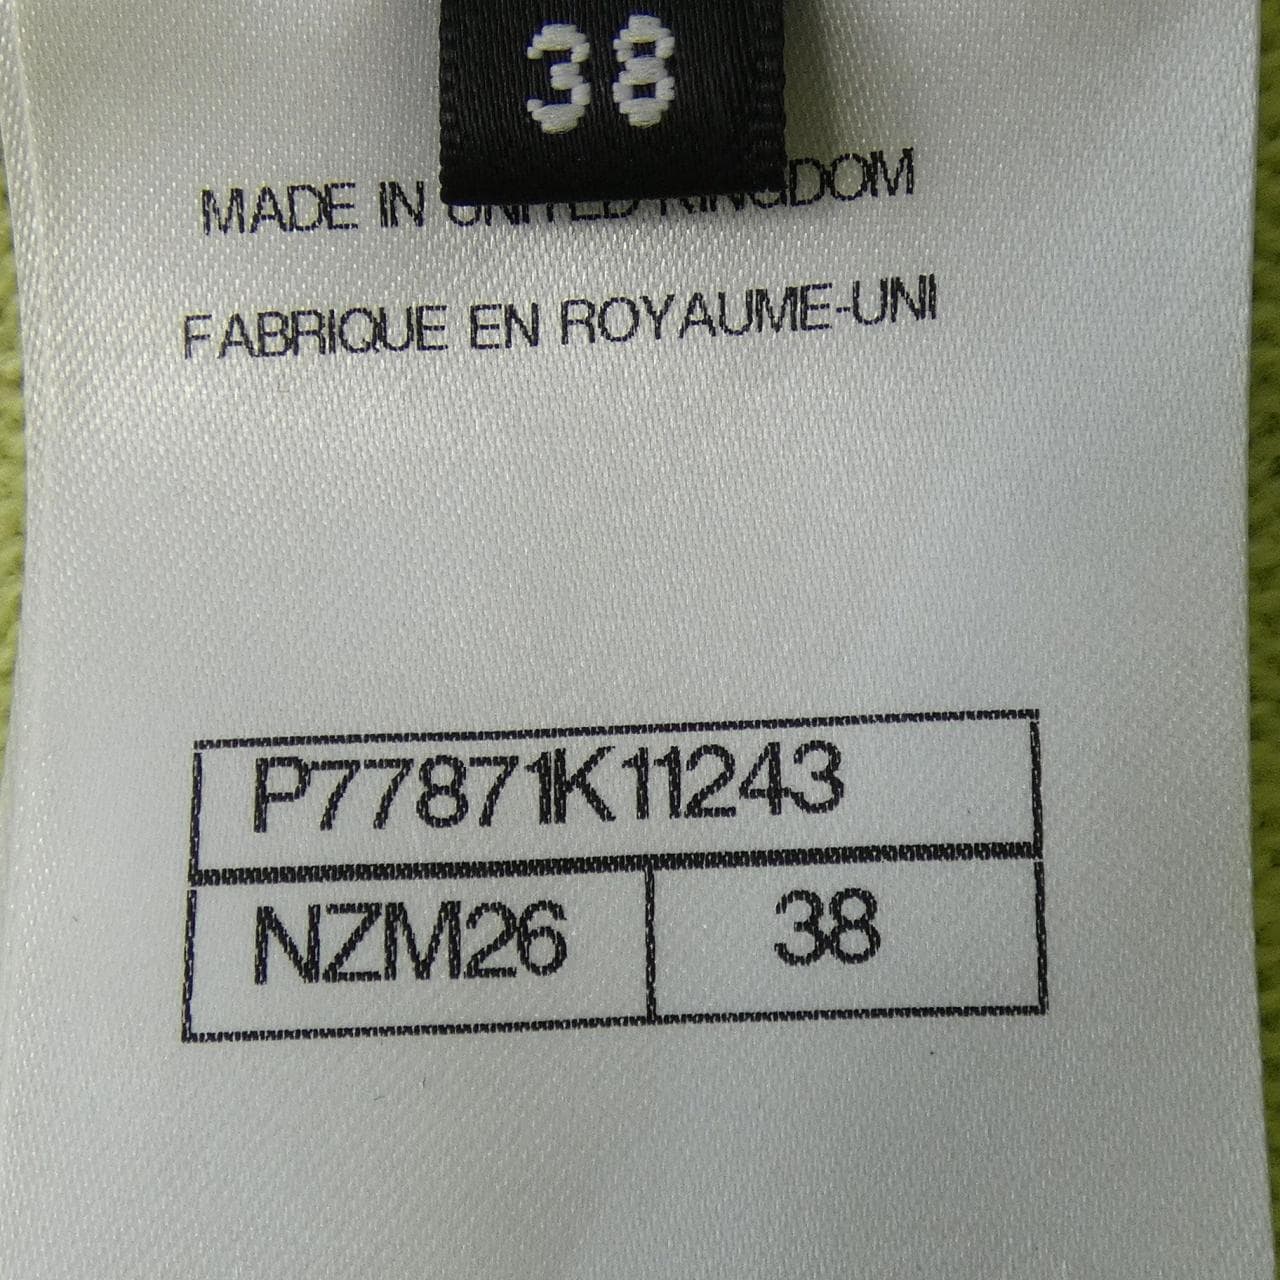 38
MADE IN UNITED KINGDOM
FABRIQUE EN ROYAUME-UNI
P77871K11243
NZM26 38